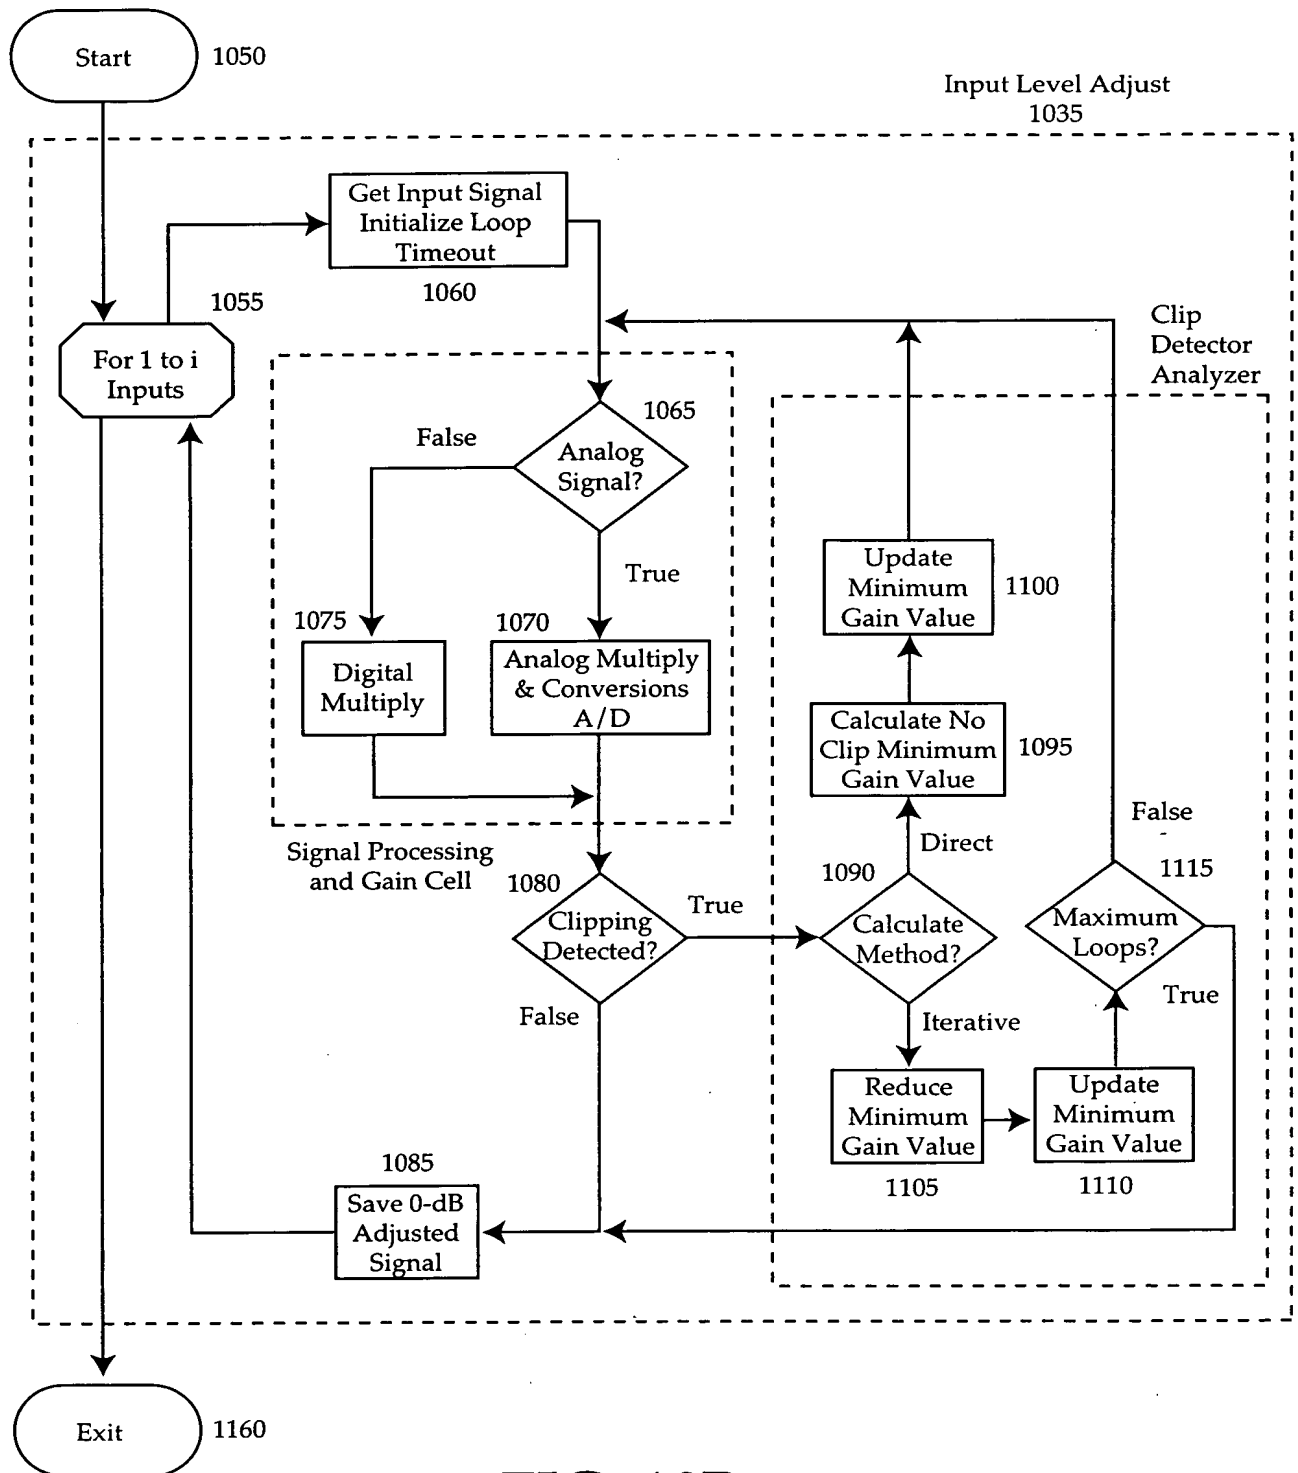 Start
1050
Input Level Adjust
1035
Get Input Signal
Initialize Loop
Timeout
1060
1055
For 1 to i
Inputs
Clip
Detector
Analyzer
1065
Analog
Signal?
False
True
1075
Digital
Multiply
1070
Analog Multiply
& Conversions
A/D
Signal Processing
and Gain Cell
1080
Clipping
Detected?
True
False
1090
Calculate
Method?
Direct
Iterative
Calculate No
Clip Minimum
Gain Value
1095
Update
Minimum
Gain Value
1100
Reduce
Minimum
Gain Value
1105
Update
Minimum
Gain Value
1110
False
1115
Maximum
Loops?
True
1085
Save 0-dB
Adjusted
Signal
Exit
1160